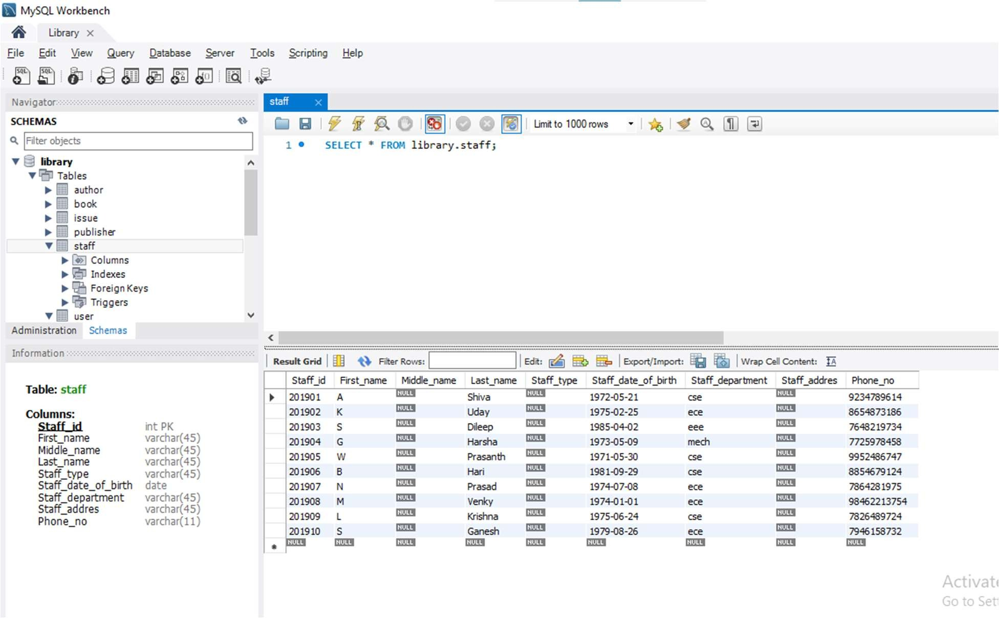 MySQL Workbench
Library
File Edit View Query Database Server Tools Scripting Help
SQL SQL
Navigator
SCHEMAS
Filter objects
library
Tables
author
book
issue
publisher
staff
Columns
Indexes
Foreign Keys
Triggers
user
Administration Schemas
Information
Table: staff
Columns:
Staff_id int PK
First_name varchar(45)
Middle_name varchar(45)
Last_name varchar(45)
Staff_type varchar(45)
Staff_date_of_birth date
Staff_department varchar(45)
Staff_addres varchar(45)
Phone_no varchar(11)
staff
Limit to 1000 rows
1 SELECT * FROM library.staff;
Result Grid Filter Rows: Edit: Export/Import: Wrap Cell Content:
Staff_id First_name Middle_name Last_name Staff_type Staff_date_of_birth Staff_department Staff_addres Phone_no
201901 A NULL Shiva NULL 1972-05-21 cse NULL 9234789614
201902 K NULL Uday NULL 1975-02-25 ece NULL 8654873186
201903 S NULL Dileep NULL 1985-04-02 eee NULL 7648219734
201904 G NULL Harsha NULL 1973-05-09 mech NULL 7725978458
201905 W NULL Prasanth NULL 1971-05-30 cse NULL 9952486747
201906 B NULL Hari NULL 1981-09-29 cse NULL 8854679124
201907 N NULL Prasad NULL 1974-07-08 ece NULL 7864281975
201908 M NULL Venky NULL 1974-01-01 ece NULL 98462213754
201909 L NULL Krishna NULL 1975-06-24 cse NULL 7826489724
201910 S NULL Ganesh NULL 1979-08-26 ece NULL 7946158732
NULL NULL NULL NULL NULL NULL NULL NULL NULL
Activate
Go to Sett